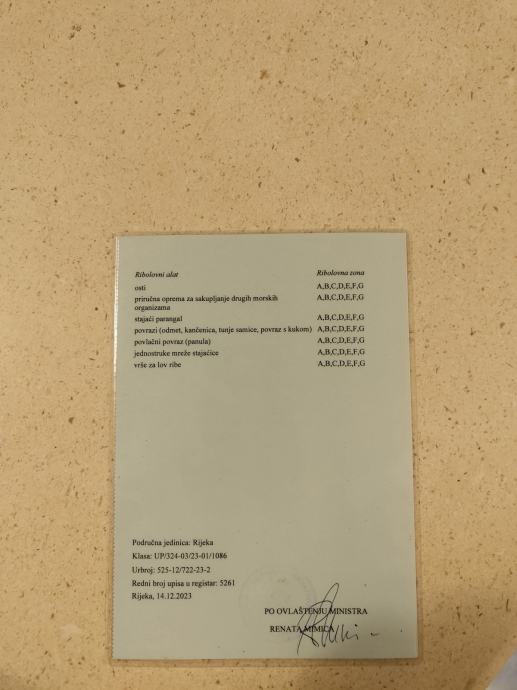 Ribolovni alat Ribolovna zona
osti A,B,C,D,E,F,G
priručna oprema za sakupljanje drugih morskih A,B,C,D,E,F,G
organizama
stajaći parangal A,B,C,D,E,F,G
povrazi (odmet, kančenica, tunje samice, povraz s kukom) A,B,C,D,E,F,G
povlačni povraz (panula) A,B,C,D,E,F,G
jednostruke mreže stajaćice A,B,C,D,E,F,G
vrše za lov ribe A,B,C,D,E,F,G
Područna jedinica: Rijeka
Klasa: UP/324-03/23-01/1086
Urbroj: 525-12/722-23-2
Redni broj upisa u registar: 5261
Rijeka, 14.12.2023
PO OVLAŠTENJU MINISTRA
RENATA MIMICA